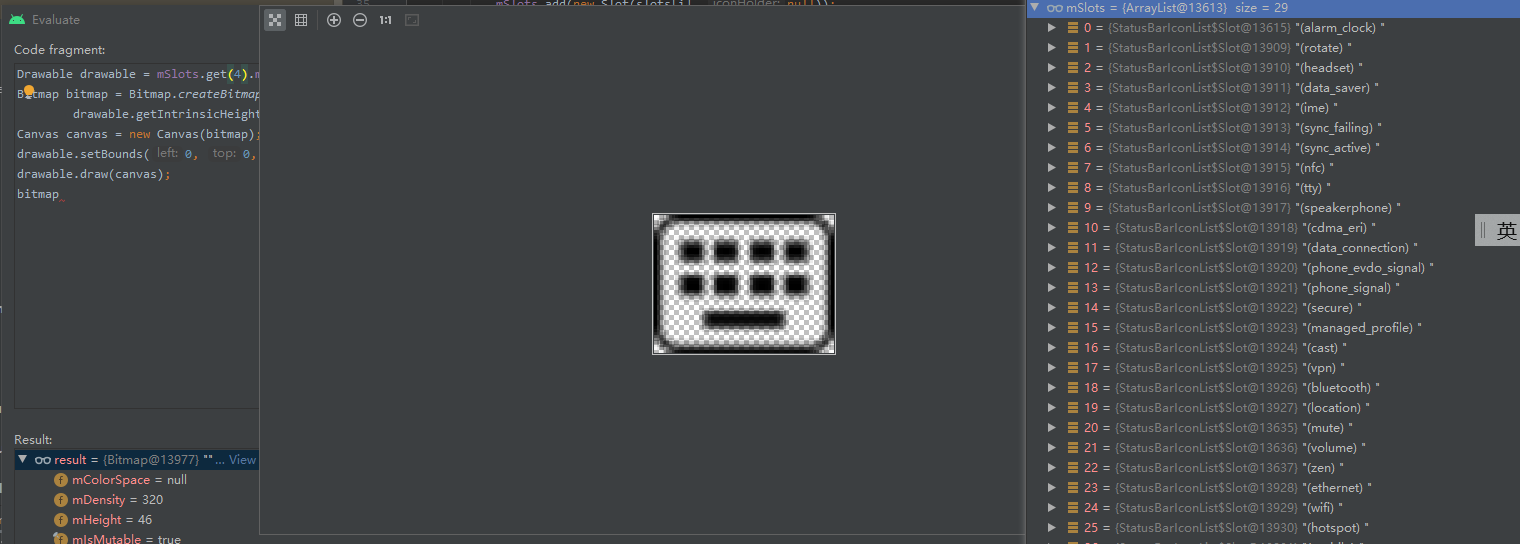 Evaluate
Code fragment:
Drawable drawable = mSlots.get(4).m
Bitmap bitmap = Bitmap.createBitmap
drawable.getIntrinsicHeight
Canvas canvas = new Canvas(bitmap);
drawable.setBounds( left: 0, top: 0,
drawable.draw(canvas);
bitmap
Result:
result = {Bitmap@13977} "" ... View
mColorSpace = null
mDensity = 320
mHeight = 46
mIsMutable = true
35
mSlots.add(new Slot(slots[i], iconHolder: null));
1:1
mSlots = {ArrayList@13613} size = 29
0 = {StatusBarIconList$Slot@13615} "(alarm_clock) "
1 = {StatusBarIconList$Slot@13909} "(rotate) "
2 = {StatusBarIconList$Slot@13910} "(headset) "
3 = {StatusBarIconList$Slot@13911} "(data_saver) "
4 = {StatusBarIconList$Slot@13912} "(ime) "
5 = {StatusBarIconList$Slot@13913} "(sync_failing) "
6 = {StatusBarIconList$Slot@13914} "(sync_active) "
7 = {StatusBarIconList$Slot@13915} "(nfc) "
8 = {StatusBarIconList$Slot@13916} "(tty) "
9 = {StatusBarIconList$Slot@13917} "(speakerphone) "
10 = {StatusBarIconList$Slot@13918} "(cdma_eri) "
11 = {StatusBarIconList$Slot@13919} "(data_connection) "
12 = {StatusBarIconList$Slot@13920} "(phone_evdo_signal) "
13 = {StatusBarIconList$Slot@13921} "(phone_signal) "
14 = {StatusBarIconList$Slot@13922} "(secure) "
15 = {StatusBarIconList$Slot@13923} "(managed_profile) "
16 = {StatusBarIconList$Slot@13924} "(cast) "
17 = {StatusBarIconList$Slot@13925} "(vpn) "
18 = {StatusBarIconList$Slot@13926} "(bluetooth) "
19 = {StatusBarIconList$Slot@13927} "(location) "
20 = {StatusBarIconList$Slot@13635} "(mute) "
21 = {StatusBarIconList$Slot@13636} "(volume) "
22 = {StatusBarIconList$Slot@13637} "(zen) "
23 = {StatusBarIconList$Slot@13928} "(ethernet) "
24 = {StatusBarIconList$Slot@13929} "(wifi) "
25 = {StatusBarIconList$Slot@13930} "(hotspot) "
英